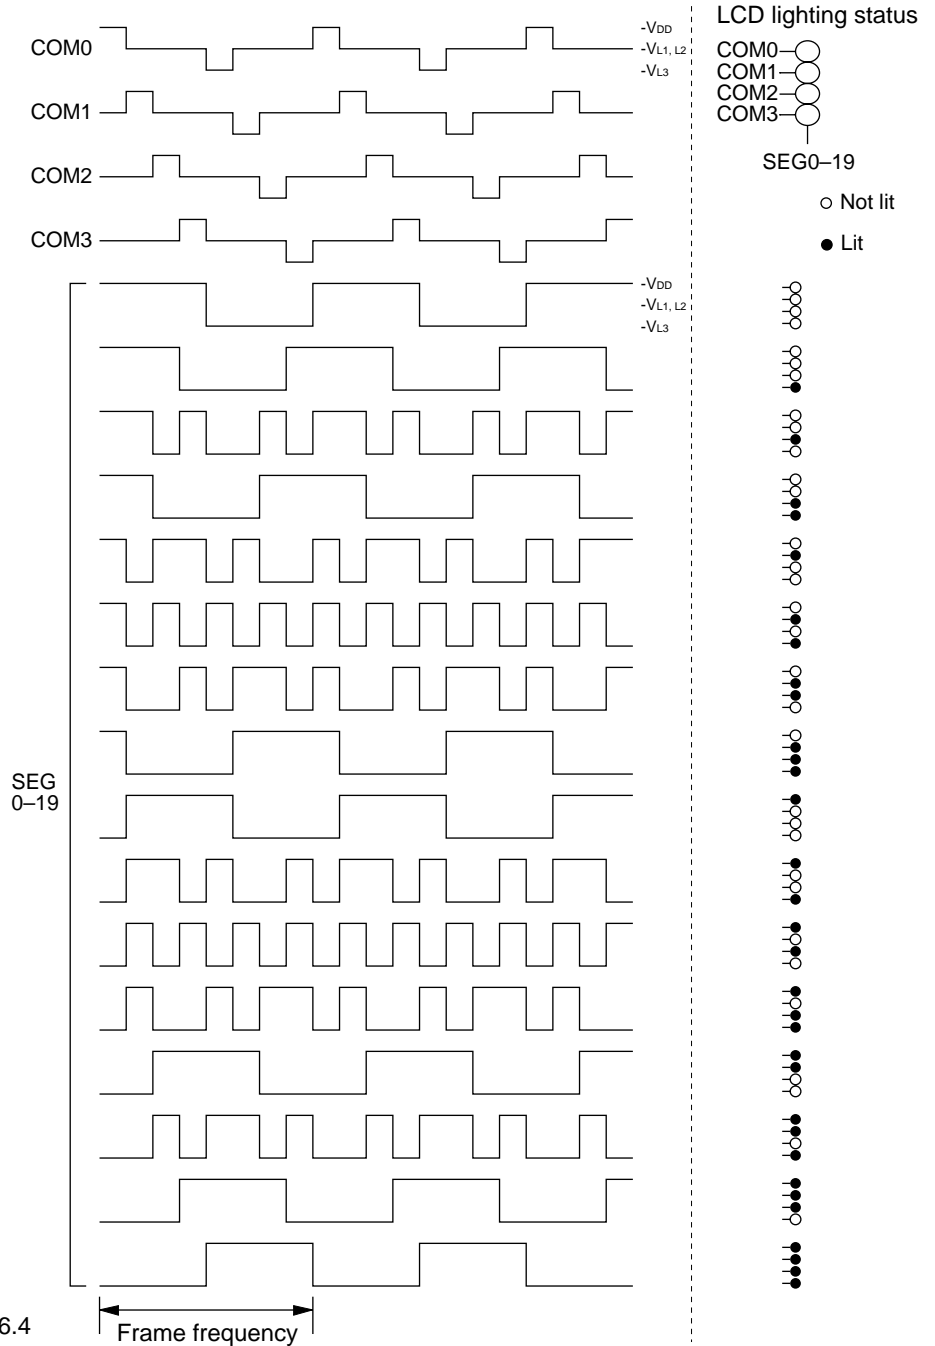 LCD lighting status
COM0
-VDD
-VL1, L2
-VL3
COM0
COM1
COM2
COM3
COM1
SEG0–19
COM2
Not lit
COM3
Lit
-VDD
-VL1, L2
-VL3
SEG
0–19
6.4
Frame frequency